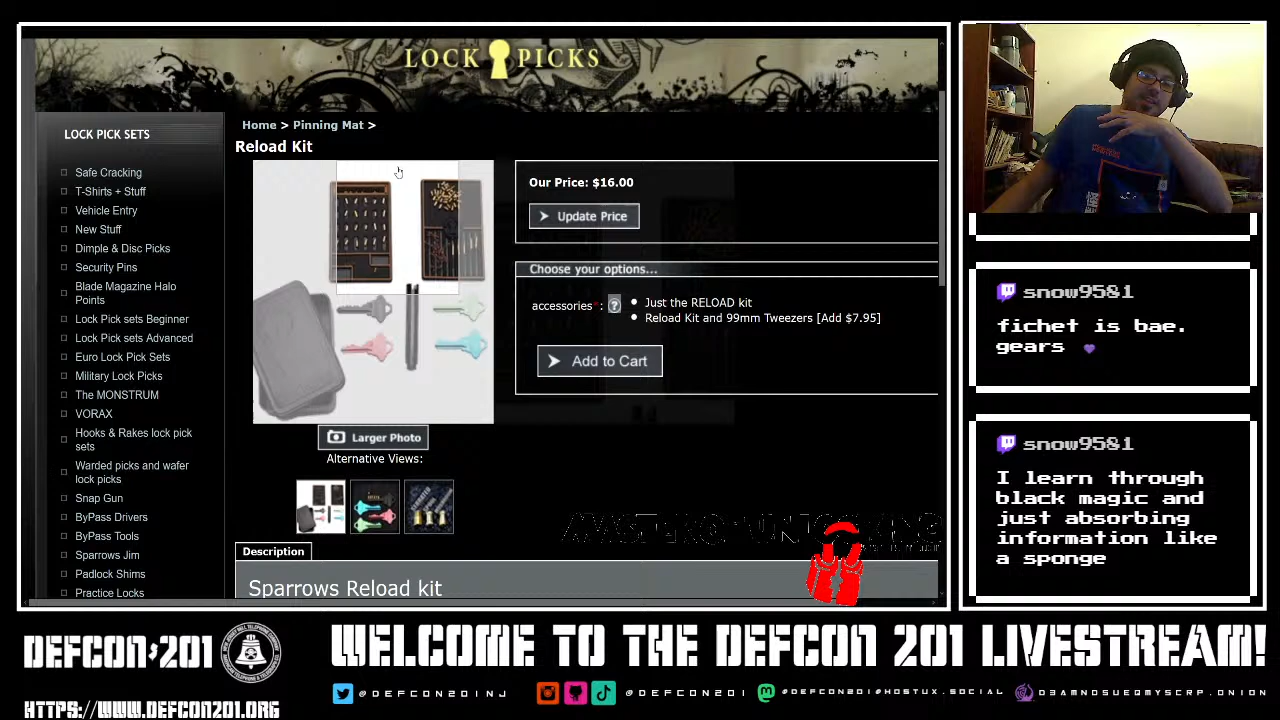 LOCK PICKS
LOCK PICK SETS
Safe Cracking
T-Shirts + Stuff
Vehicle Entry
New Stuff
Dimple & Disc Picks
Security Pins
Blade Magazine Halo
Points
Lock Pick sets Beginner
Lock Pick sets Advanced
Euro Lock Pick Sets
Military Lock Picks
The MONSTRUM
VORAX
Hooks & Rakes lock pick
sets
Warded picks and wafer
lock picks
Snap Gun
ByPass Drivers
ByPass Tools
Sparrows Jim
Padlock Shims
Practice Locks
Home > Pinning Mat >
Reload Kit
Our Price: $16.00
Update Price
Choose your options...
accessories*: ?
Just the RELOAD kit
Reload Kit and 99mm Tweezers [Add $7.95]
Add to Cart
Larger Photo
Alternative Views:
Description
Sparrows Reload kit
snow9581
fichet is bae.
gears
snow9581
I learn through
black magic and
just absorbing
information like
a sponge
DEFCON 201
HTTPS://WWW.DEFCON201.ORG
WELCOME TO THE DEFCON 201 LIVESTREAM!
@DEFCON201NJ
@DEFCON201
@DEFCON201@HOSTUX.SOCIAL
D3AMNDSUEQMYSCRP.ONION